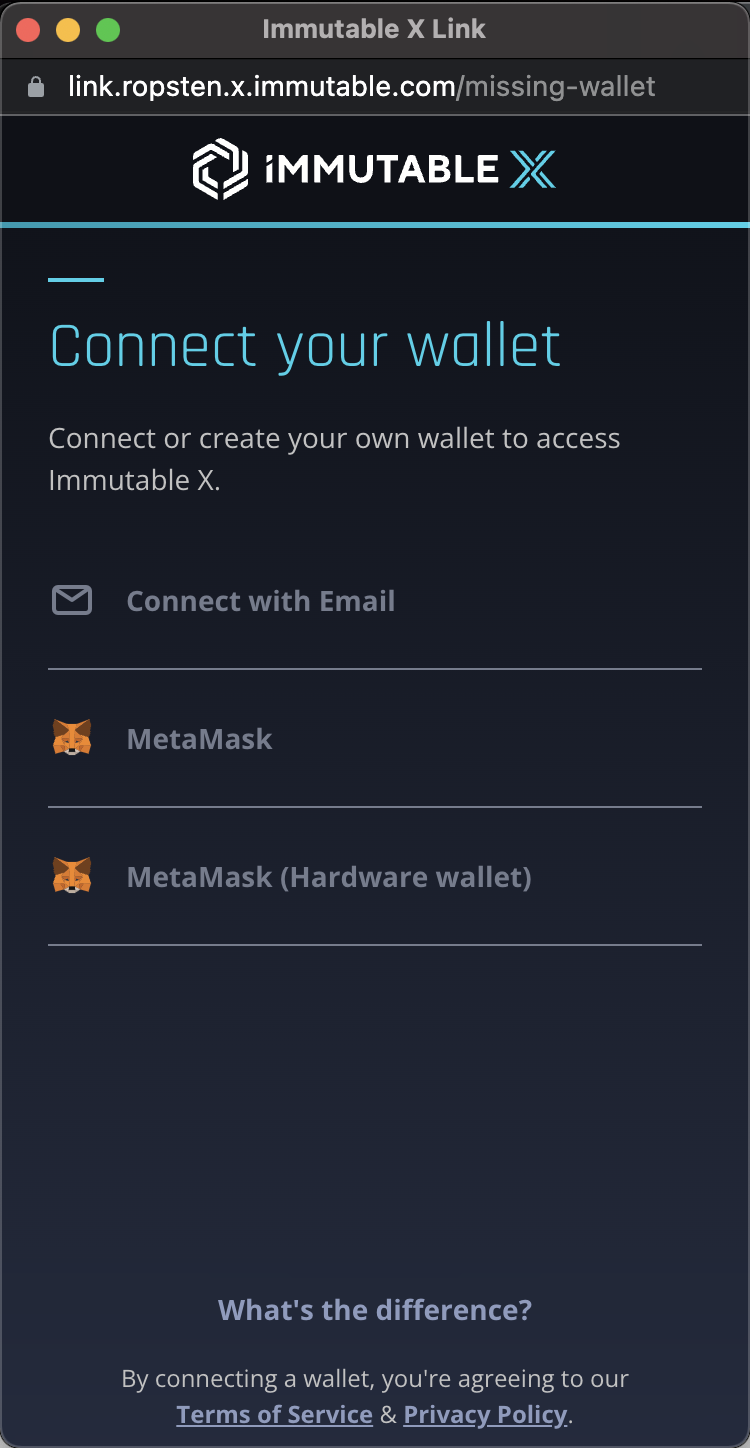 Immutable X Link
link.ropsten.x.immutable.com/missing-wallet
iMMUTABLE X
Connect your wallet
Connect or create your own wallet to access
Immutable X.
Connect with Email
MetaMask
MetaMask (Hardware wallet)
What's the difference?
By connecting a wallet, you're agreeing to our
Terms of Service & Privacy Policy.